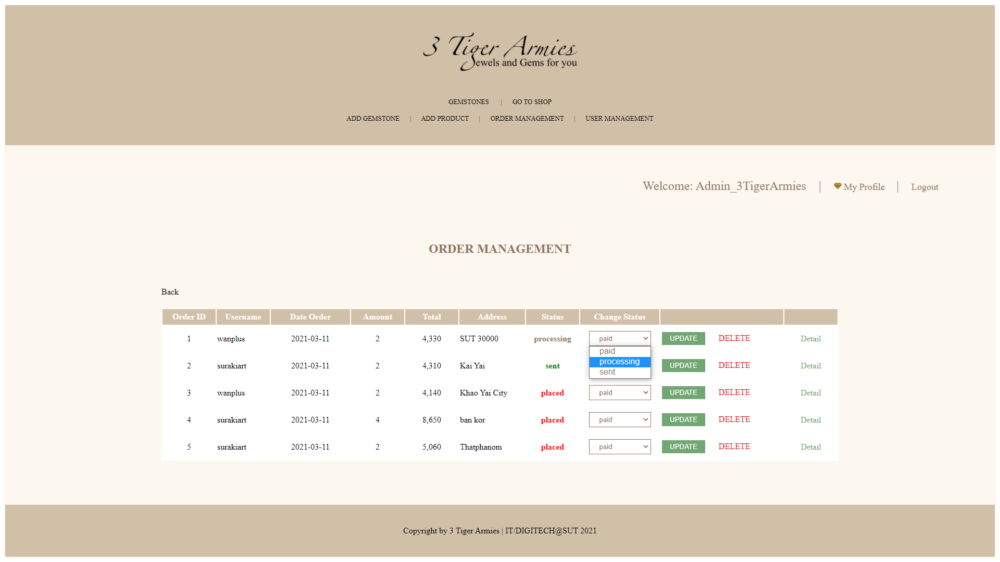 3 Tiger Armies
Jewels and Gems for you
GEMSTONES | GO TO SHOP
ADD GEMSTONE | ADD PRODUCT | ORDER MANAGEMENT | USER MANAGEMENT
Welcome: Admin_3TigerArmies | My Profile | Logout
ORDER MANAGEMENT
Back
Order ID Username Date Order Amount Total Address Status Change Status
1 wanplus 2021-03-11 2 4,330 SUT 30000 processing paid UPDATE DELETE Detail
paid
processing
sent
2 surakiart 2021-03-11 2 4,310 Kai Yai sent UPDATE DELETE Detail
3 wanplus 2021-03-11 2 4,140 Khao Yai City placed paid UPDATE DELETE Detail
4 surakiart 2021-03-11 4 8,650 ban kor placed paid UPDATE DELETE Detail
5 surakiart 2021-03-11 2 5,060 Thatphanom placed paid UPDATE DELETE Detail
Copyright by 3 Tiger Armies | IT/DIGITECH@SUT 2021